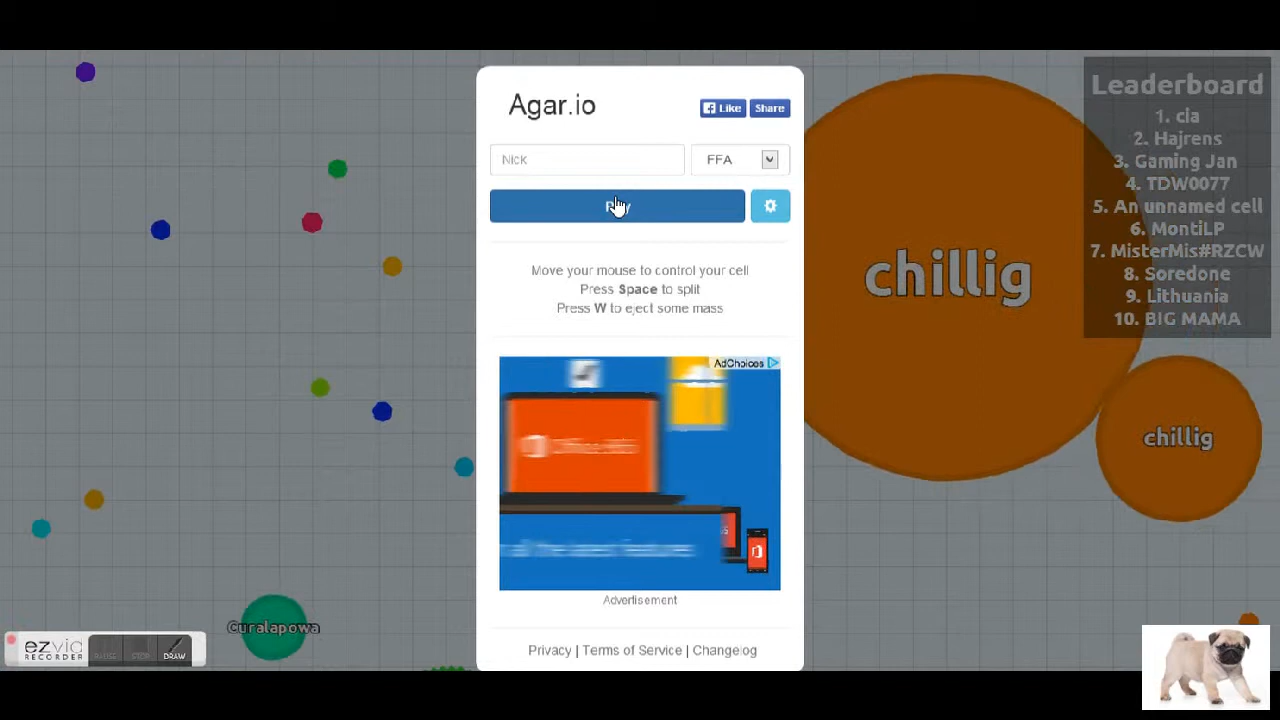 Agar.io
Like Share
Leaderboard
1. cla
2. Hajrens
3. Gaming Jan
4. TDW0077
5. An unnamed cell
6. MontiLP
7. MisterMis#RZCW
8. Soredone
9. Lithuania
10. BIG MAMA
Nick
FFA
Move your mouse to control your cell
Press Space to split
Press W to eject some mass
chillig
chillig
AdChoices
Advertisement
Curalapowa
ezvid
RECORDER
PAUSE STOP DRAW
Privacy | Terms of Service | Changelog